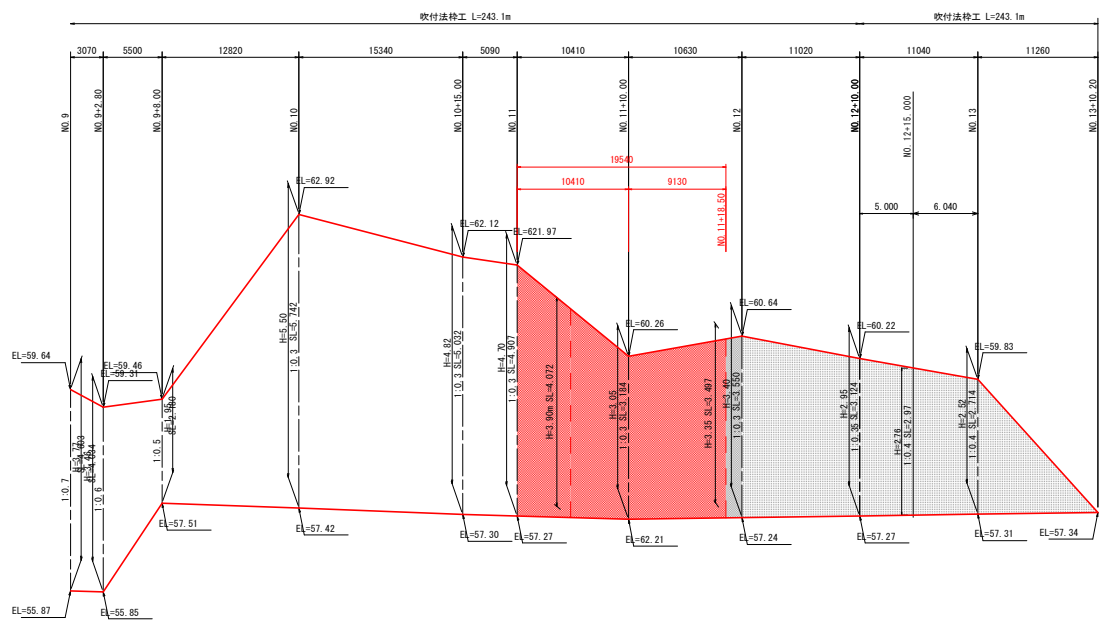 吹付法枠工 L=243.1m
吹付法枠工 L=243.1m
3070
5500
12820
15340
5090
10410
10630
11020
11040
11260
NO.9
NO.9+2.80
NO.9+8.00
NO.10
NO.10+15.00
NO.11
NO.11+10.00
NO.12
NO.12+10.00
NO.12+15.000
NO.13
NO.13+10.20
19540
10410
9130
NO.11+18.50
5.000
6.040
EL=59.64
EL=59.31
EL=59.46
EL=62.92
EL=62.12
EL=621.97
EL=60.26
EL=60.64
EL=60.22
EL=59.83
1:0.7
H=3.77
1:0.6
1:0.5
H=5.50
1:0.3 SL=5.742
H=4.82
1:0.3 SL=5.032
H=4.70
1:0.3 SL=4.907
H=3.90m SL=4.072
H=3.05
1:0.3 SL=3.184
H=3.35 SL=3.497
H=3.40
1:0.3 SL=3.550
H=2.95
1:0.35 SL=3.124
H=276
1:0.4 SL=2.97
H=2.52
1:0.4 SL=2.714
EL=55.87
EL=55.85
EL=57.51
EL=57.42
EL=57.30
EL=57.27
EL=62.21
EL=57.24
EL=57.27
EL=57.31
EL=57.34